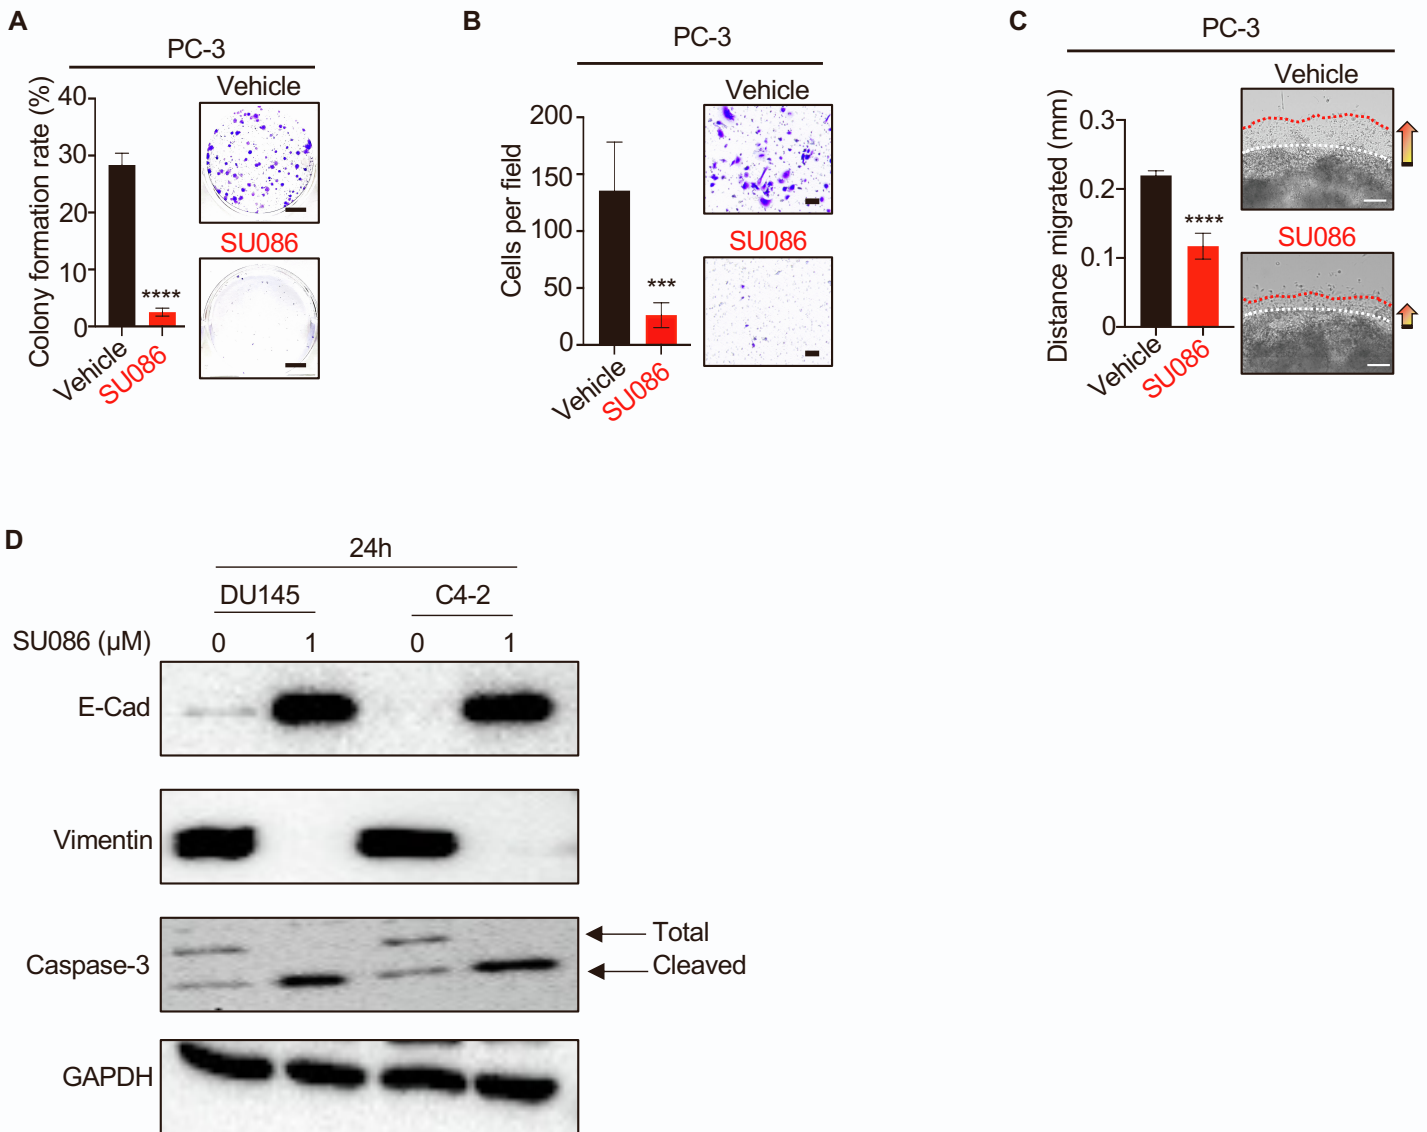 A
PC-3
Colony formation rate (%)
40
30
20
10
0
****
Vehicle
SU086
Vehicle
SU086
B
PC-3
Cells per field
200
150
100
50
0
***
Vehicle
SU086
Vehicle
SU086
C
PC-3
Distance migrated (mm)
0.3
0.2
0.1
0
****
Vehicle
SU086
Vehicle
SU086
D
24h
DU145 C4-2
SU086 (µM) 0 1 0 1
E-Cad
Vimentin
Caspase-3
Total
Cleaved
GAPDH